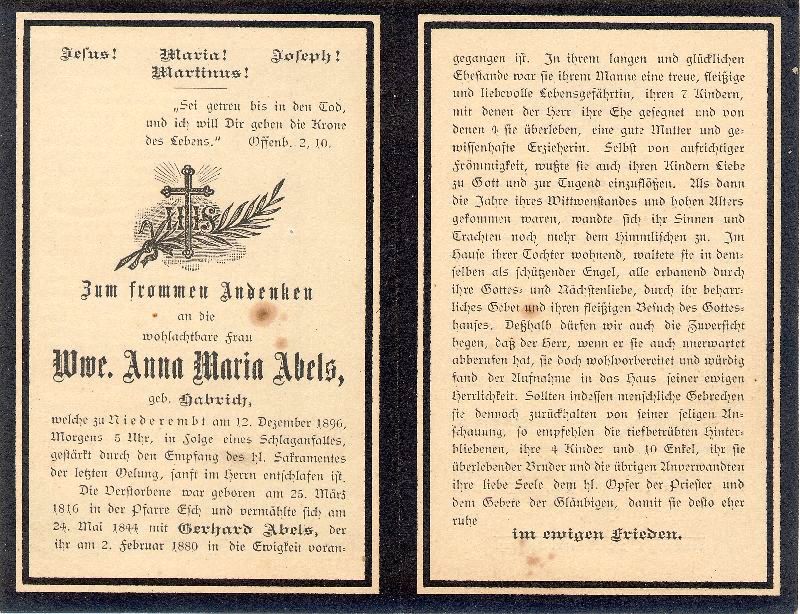 Jesus! Maria! Joseph!
Martinus!
„Sei getreu bis in den Tod,
und ich will Dir geben die Krone
des Lebens." Offenb. 2, 10.
IHS
Zum frommen Andenken
an die
wohlachtbare Frau
Wwe. Anna Maria Abels,
geb. Habrich,
welche zu Niederembt am 12. Dezember 1896,
Morgens 5 Uhr, in Folge eines Schlaganfalles,
gestärkt durch den Empfang des hl. Sakramentes
der letzten Oelung, sanft im Herrn entschlafen ist.
Die Verstorbene war geboren am 25. März
1816 in der Pfarre Esch und vermählte sich am
24. Mai 1844 mit Gerhard Abels, der
ihr am 2. Februar 1880 in die Ewigkeit voran-
gegangen ist. In ihrem langen und glücklichen
Ehestande war sie ihrem Manne eine treue, fleißige
und liebevolle Lebensgefährtin, ihren 7 Kindern,
mit denen der Herr ihre Ehe gesegnet und von
denen 4 sie überleben, eine gute Mutter und ge-
wissenhafte Erzieherin. Selbst von aufrichtiger
Frömmigkeit, wußte sie auch ihren Kindern Liebe
zu Gott und zur Tugend einzuflößen. Als dann
die Jahre ihres Wittwenstandes und hohen Alters
gekommen waren, wandte sich ihr Sinnen und
Trachten noch mehr dem Himmlischen zu. Im
Hause ihrer Tochter wohnend, waltete sie in dem-
selben als schützender Engel, alle erbauend durch
ihre Gottes- und Nächstenliebe, durch ihr beharr-
liches Gebet und ihren fleißigen Besuch des Gottes-
hauses. Deßhalb dürfen wir auch die Zuversicht
hegen, daß der Herr, wenn er sie auch unerwartet
abberufen hat, sie doch wohlvorbereitet und würdig
fand der Aufnahme in das Haus seiner ewigen
Herrlichkeit. Sollten indessen menschliche Gebrechen
sie dennoch zurückhalten von seiner seligen An-
schauung, so empfehlen die tiefbetrübten Hinter-
bliebenen, ihre 4 Kinder und 10 Enkel, ihr sie
überlebender Bruder und die übrigen Anverwandten
ihre liebe Seele dem hl. Opfer der Priester und
dem Gebete der Gläubigen, damit sie desto eher
ruhe
im ewigen Frieden.